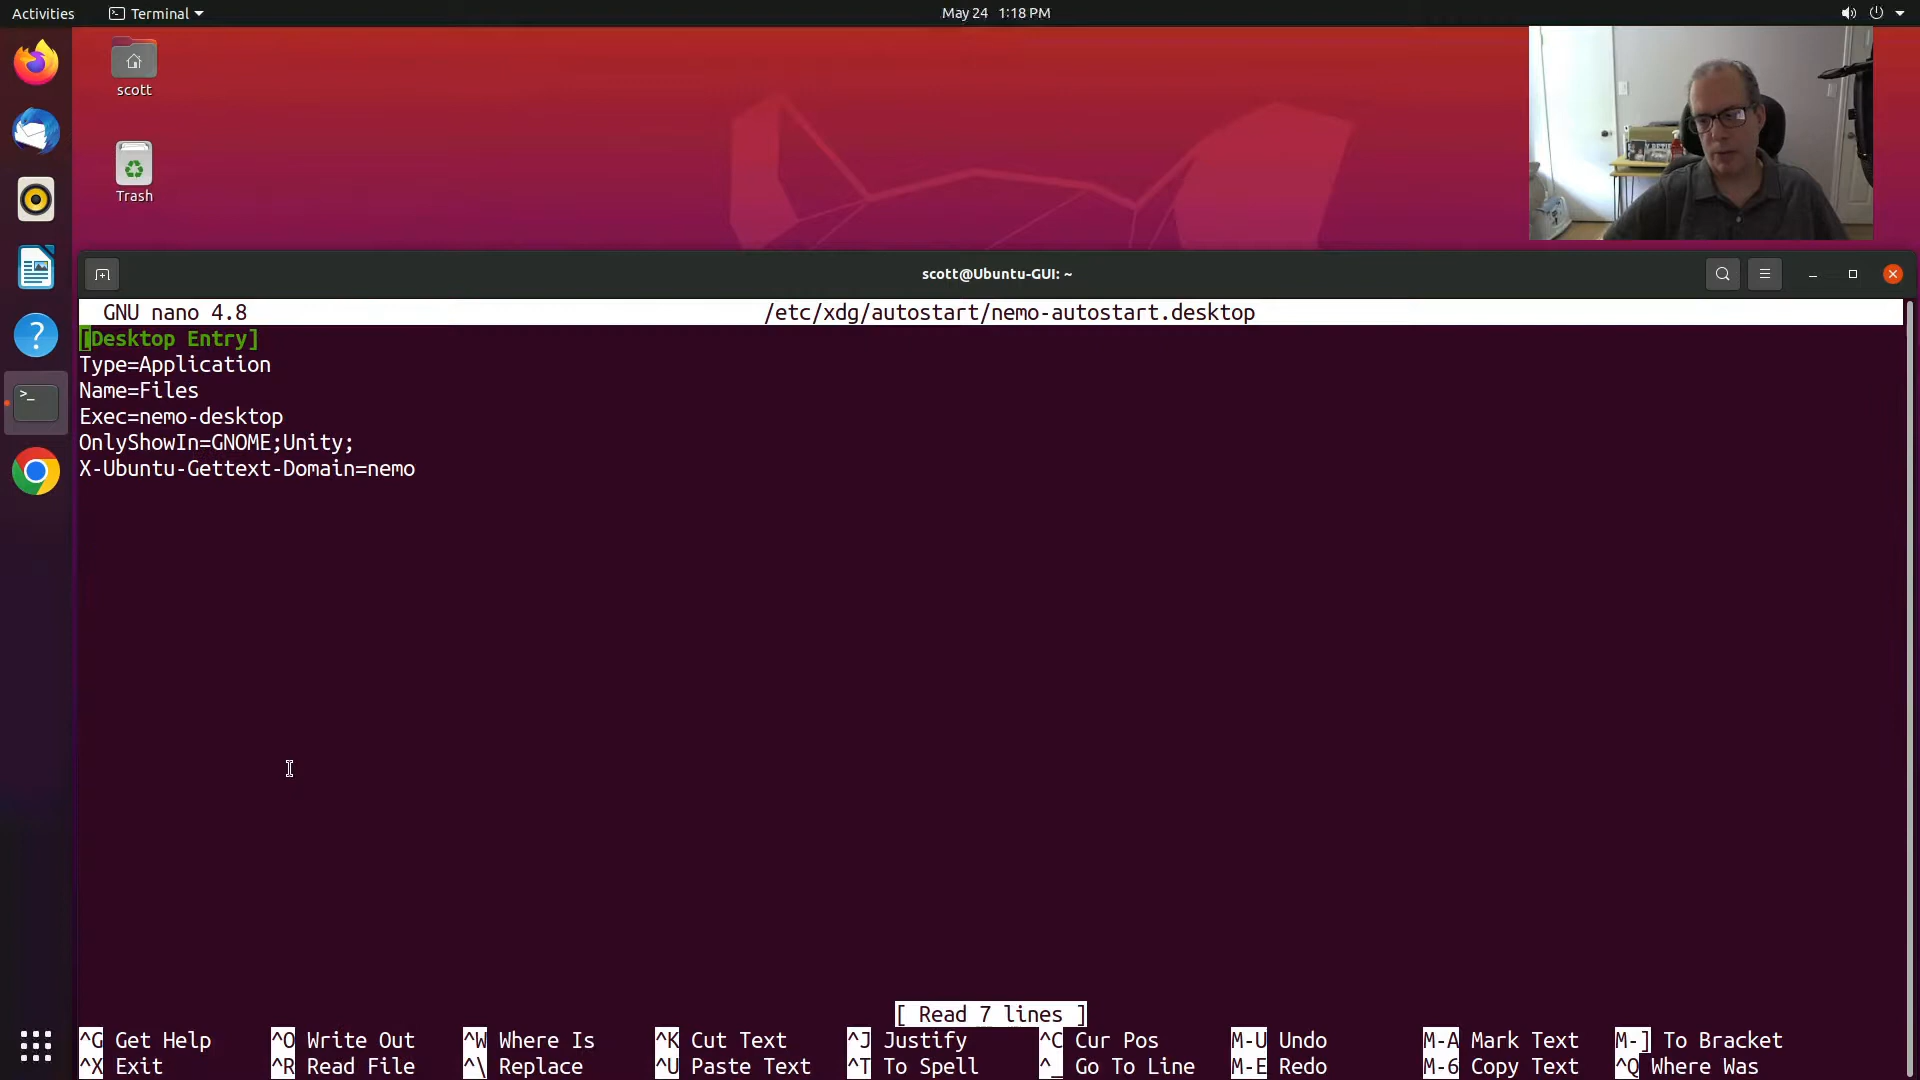 Activities
Terminal
May 24 1:18 PM
scott
Trash
scott@Ubuntu-GUI: ~
GNU nano 4.8
/etc/xdg/autostart/nemo-autostart.desktop
[Desktop Entry]
Type=Application
Name=Files
Exec=nemo-desktop
OnlyShowIn=GNOME;Unity;
X-Ubuntu-Gettext-Domain=nemo
[ Read 7 lines ]
^G Get Help ^O Write Out ^W Where Is ^K Cut Text ^J Justify ^C Cur Pos M-U Undo M-A Mark Text M-] To Bracket
^X Exit ^R Read File ^\ Replace ^U Paste Text ^T To Spell ^_ Go To Line M-E Redo M-6 Copy Text ^Q Where Was